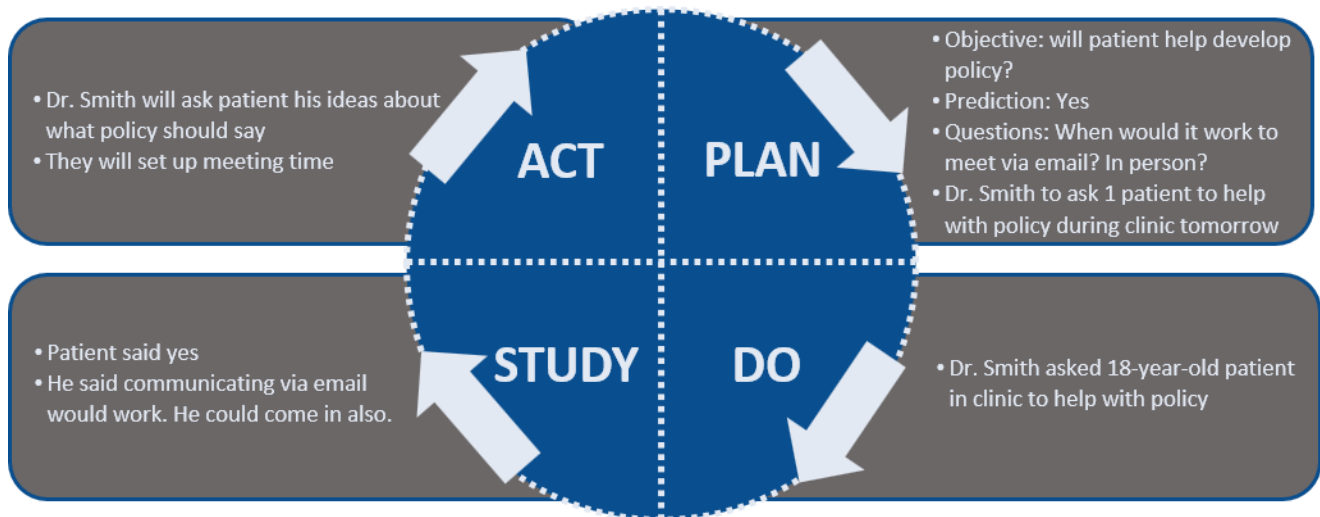 • Dr. Smith will ask patient his ideas about
what policy should say
• They will set up meeting time
ACT
PLAN
• Objective: will patient help develop
policy?
• Prediction: Yes
• Questions: When would it work to
meet via email? In person?
• Dr. Smith to ask 1 patient to help
with policy during clinic tomorrow
• Patient said yes
• He said communicating via email
would work. He could come in also.
STUDY
DO
• Dr. Smith asked 18-year-old patient
in clinic to help with policy